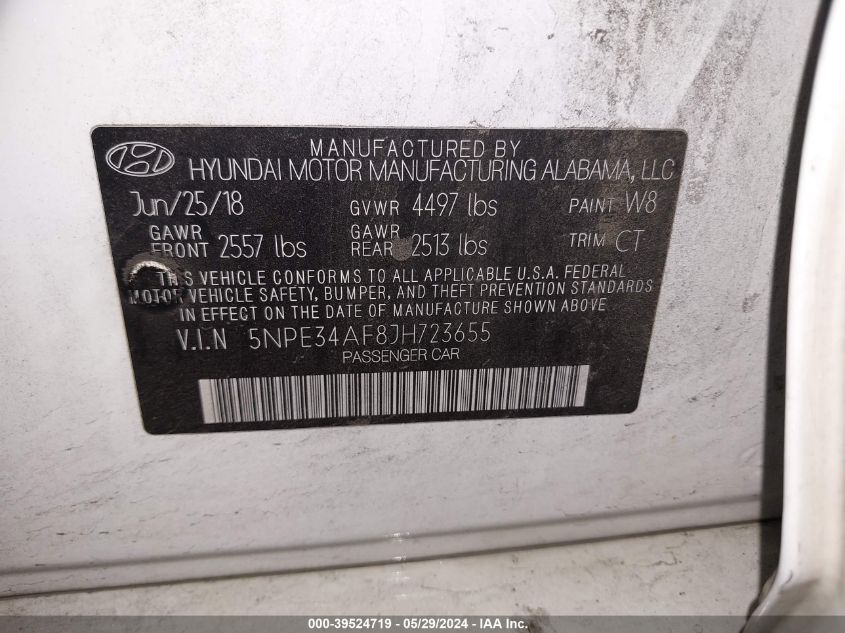 MANUFACTURED BY
HYUNDAI MOTOR MANUFACTURING ALABAMA, LLC
Jun/25/18 GVWR 4497 lbs PAINT W8
GAWR FRONT 2557 lbs GAWR REAR 2513 lbs TRIM CT
THIS VEHICLE CONFORMS TO ALL APPLICABLE U.S.A. FEDERAL
MOTOR VEHICLE SAFETY, BUMPER, AND THEFT PREVENTION STANDARDS
IN EFFECT ON THE DATE OF MANUFACTURE SHOWN ABOVE.
V.I.N 5NPE34AF8JH723655
PASSENGER CAR
000-39524719 - 05/29/2024 - IAA Inc.